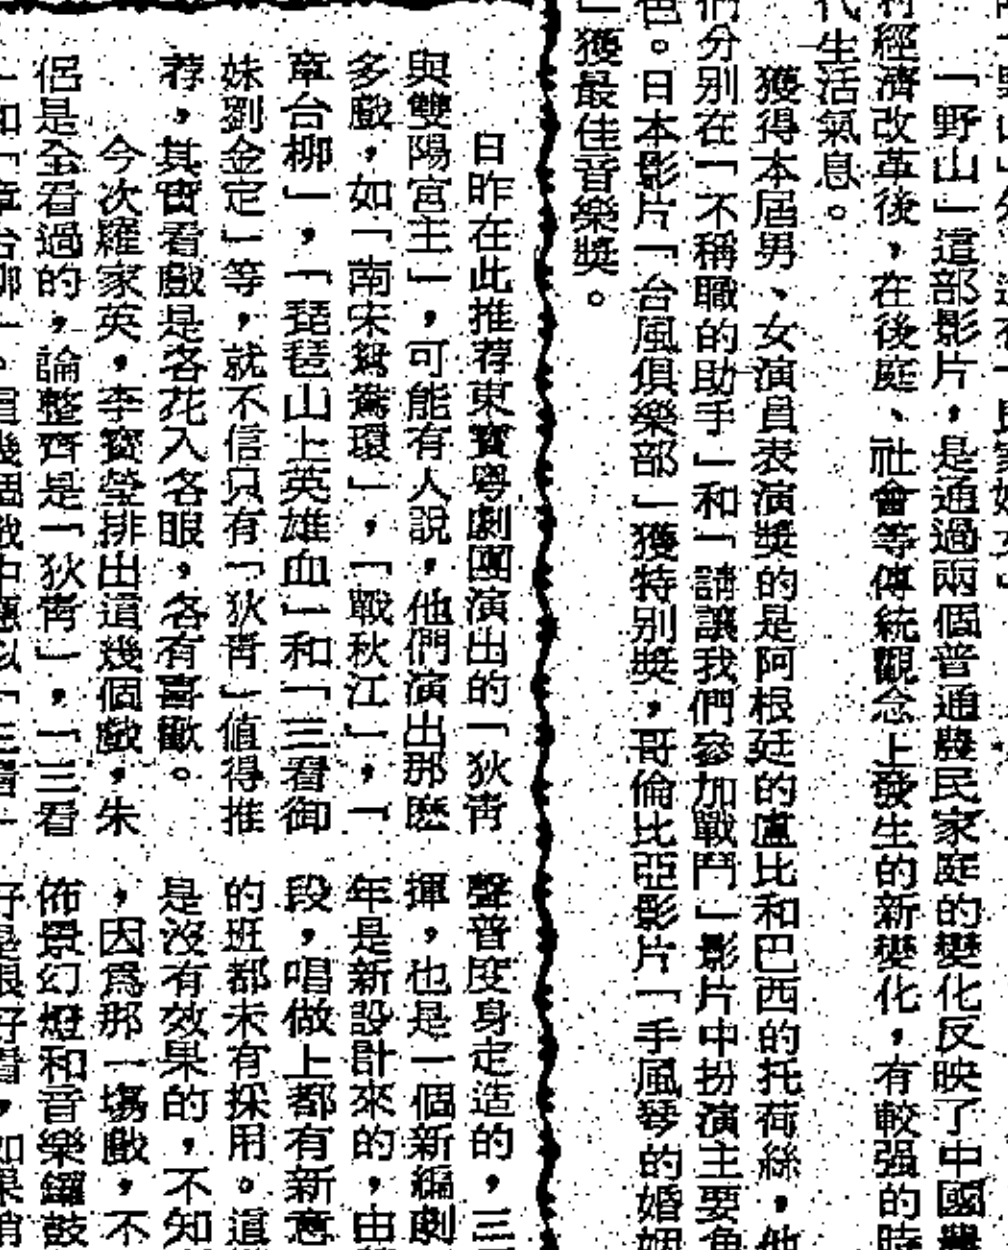 「野山」這部影片，是通過兩個普通農民家庭的變化反映了中國農
村經濟改革後，在後庭、社會等傳統觀念上發生的新變化，有較强的時
代生活氣息。
獲得本屆男、女演員表演獎的是阿根廷的盧比和巴西的托荷絲，他
們分别在「不稱職的助手」和「請讓我們參加戰鬥」影片中扮演主要角
色。日本影片「台風俱樂部」獲特别獎，哥倫比亞影片「手風琴的婚姻
」獲最佳音樂獎。
日昨在此推荐東寶粵劇團演出的「狄青
與雙陽宮主」，可能有人說，他們演出那麽
多戲，如「南宋鴛鴦環」，「戰秋江」，「
章台柳」，「琵琶山上英雄血」和「三看御
妹劉金定」等，就不信只有「狄青」值得推
荐，其實看戲是各花入各眼，各有喜歡。
今次羅家英，李寶瑩排出這幾個戲，朱
侶是全看過的，論整齊是「狄青」，「三看
聲普度身定造的，三
揮，也是一個新編劇
年是新設計來的，由
段，唱做上都有新意
的班都未有採用。這
是沒有效果的，不知
，因爲那一塲戲，不
佈景幻燈和音樂鑼鼓